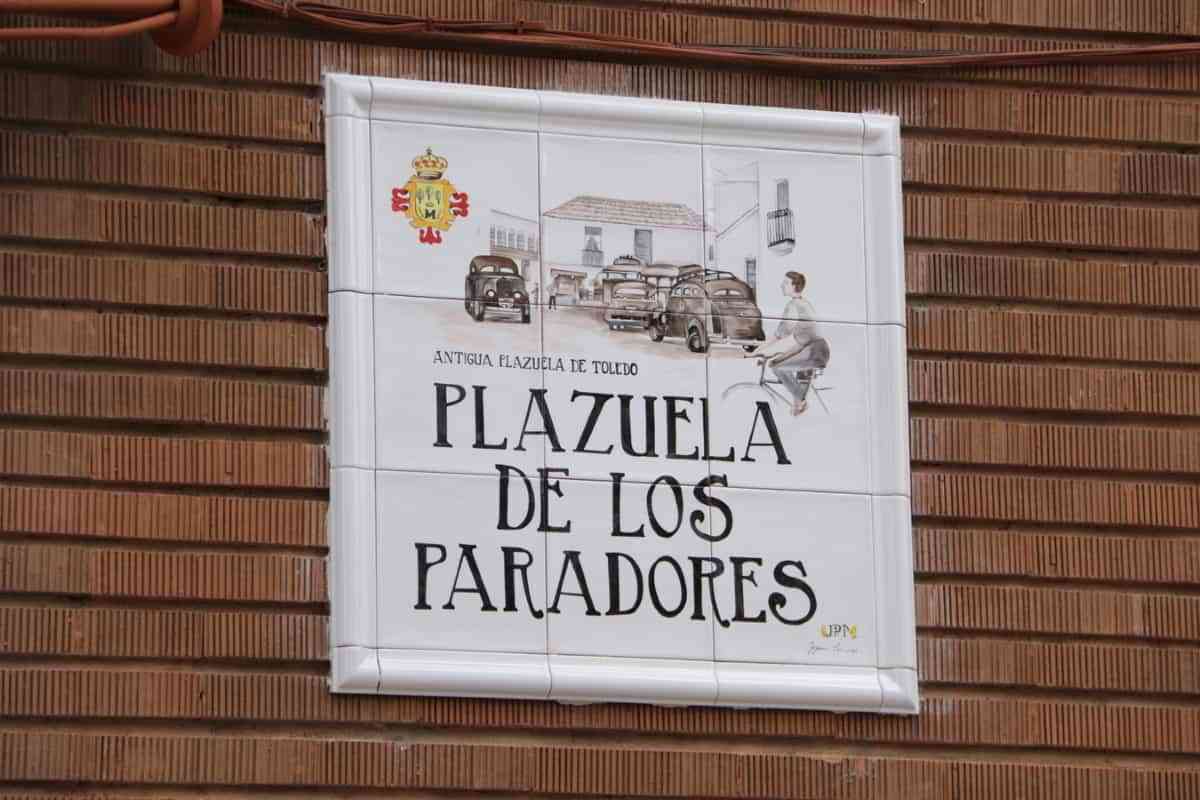 M
ANTIGUA PLAZUELA DE TOLEDO
PLAZUELA
DE LOS
PARADORES
JPM